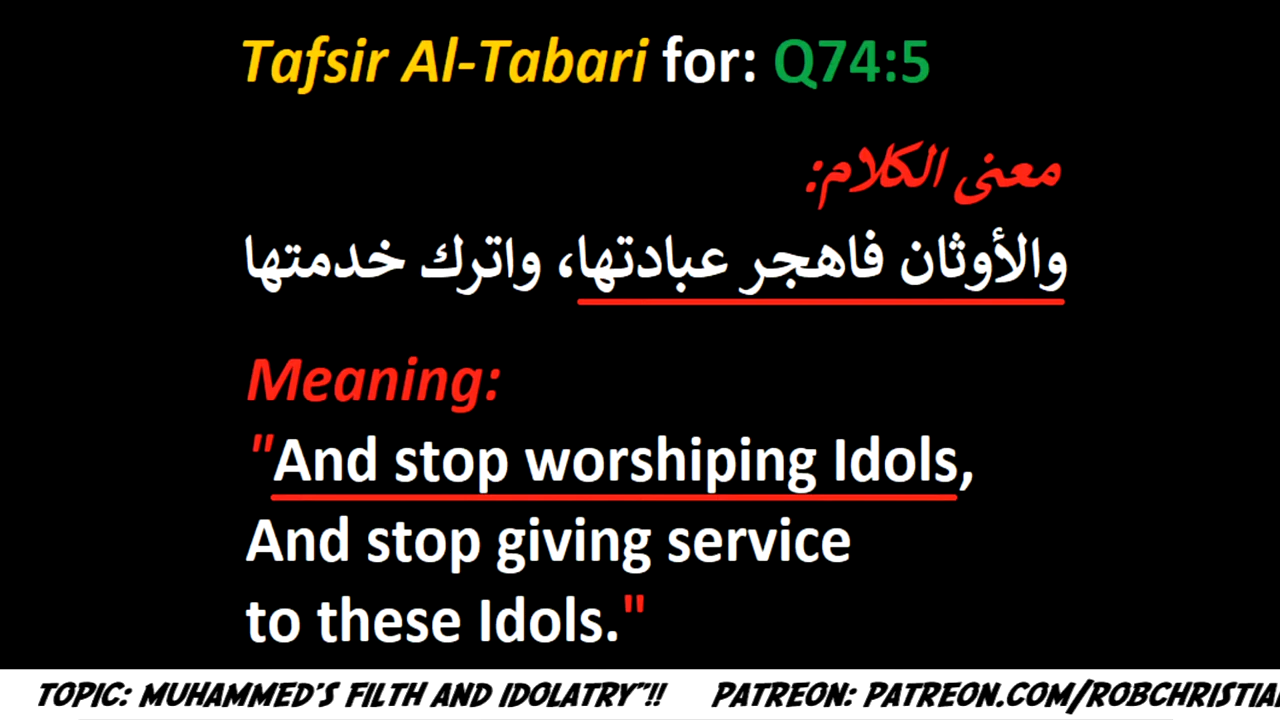 Tafsir Al-Tabari for: Q74:5
معنى الكلام:
والأوثان فاهجر عبادتها، واترك خدمتها
Meaning:
"And stop worshiping Idols,
And stop giving service
to these Idols."
TOPIC: MUHAMMED'S FILTH AND IDOLATRY"!! PATREON: PATREON.COM/ROBCHRISTIA